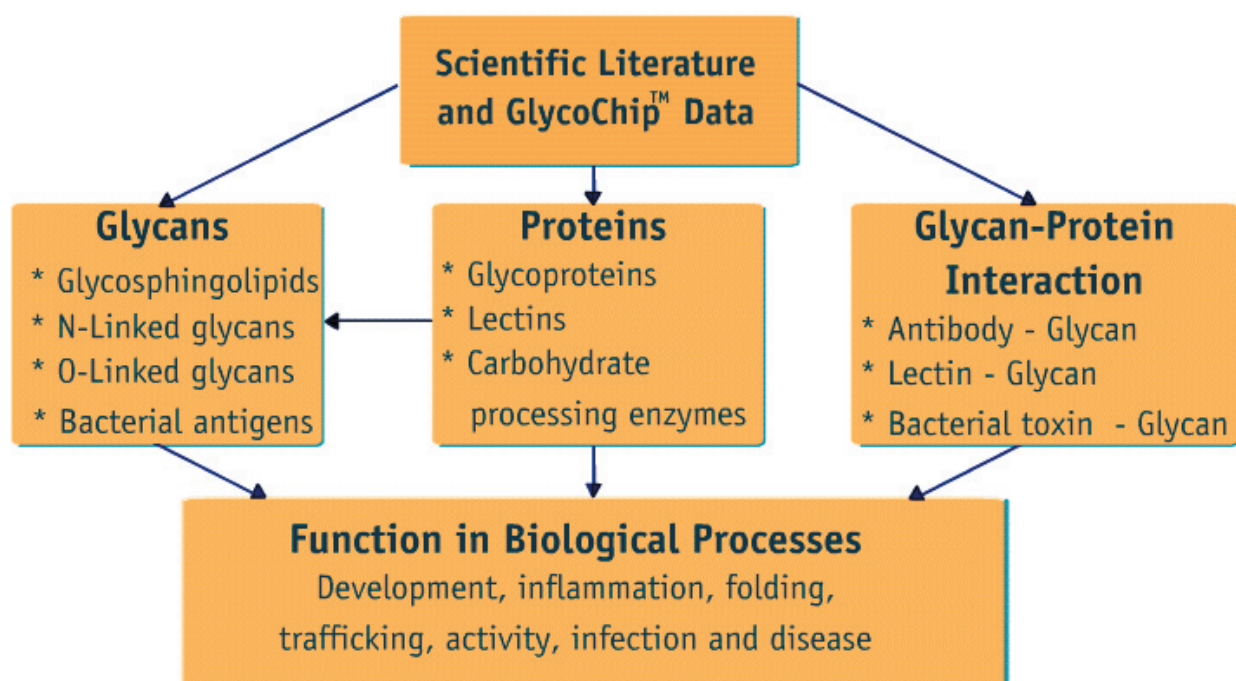 Scientific Literature
and GlycoChip™ Data
Glycans
* Glycosphingolipids
* N-Linked glycans
* O-Linked glycans
* Bacterial antigens
Proteins
* Glycoproteins
* Lectins
* Carbohydrate
processing enzymes
Glycan-Protein
Interaction
* Antibody - Glycan
* Lectin - Glycan
* Bacterial toxin - Glycan
Function in Biological Processes
Development, inflammation, folding,
trafficking, activity, infection and disease